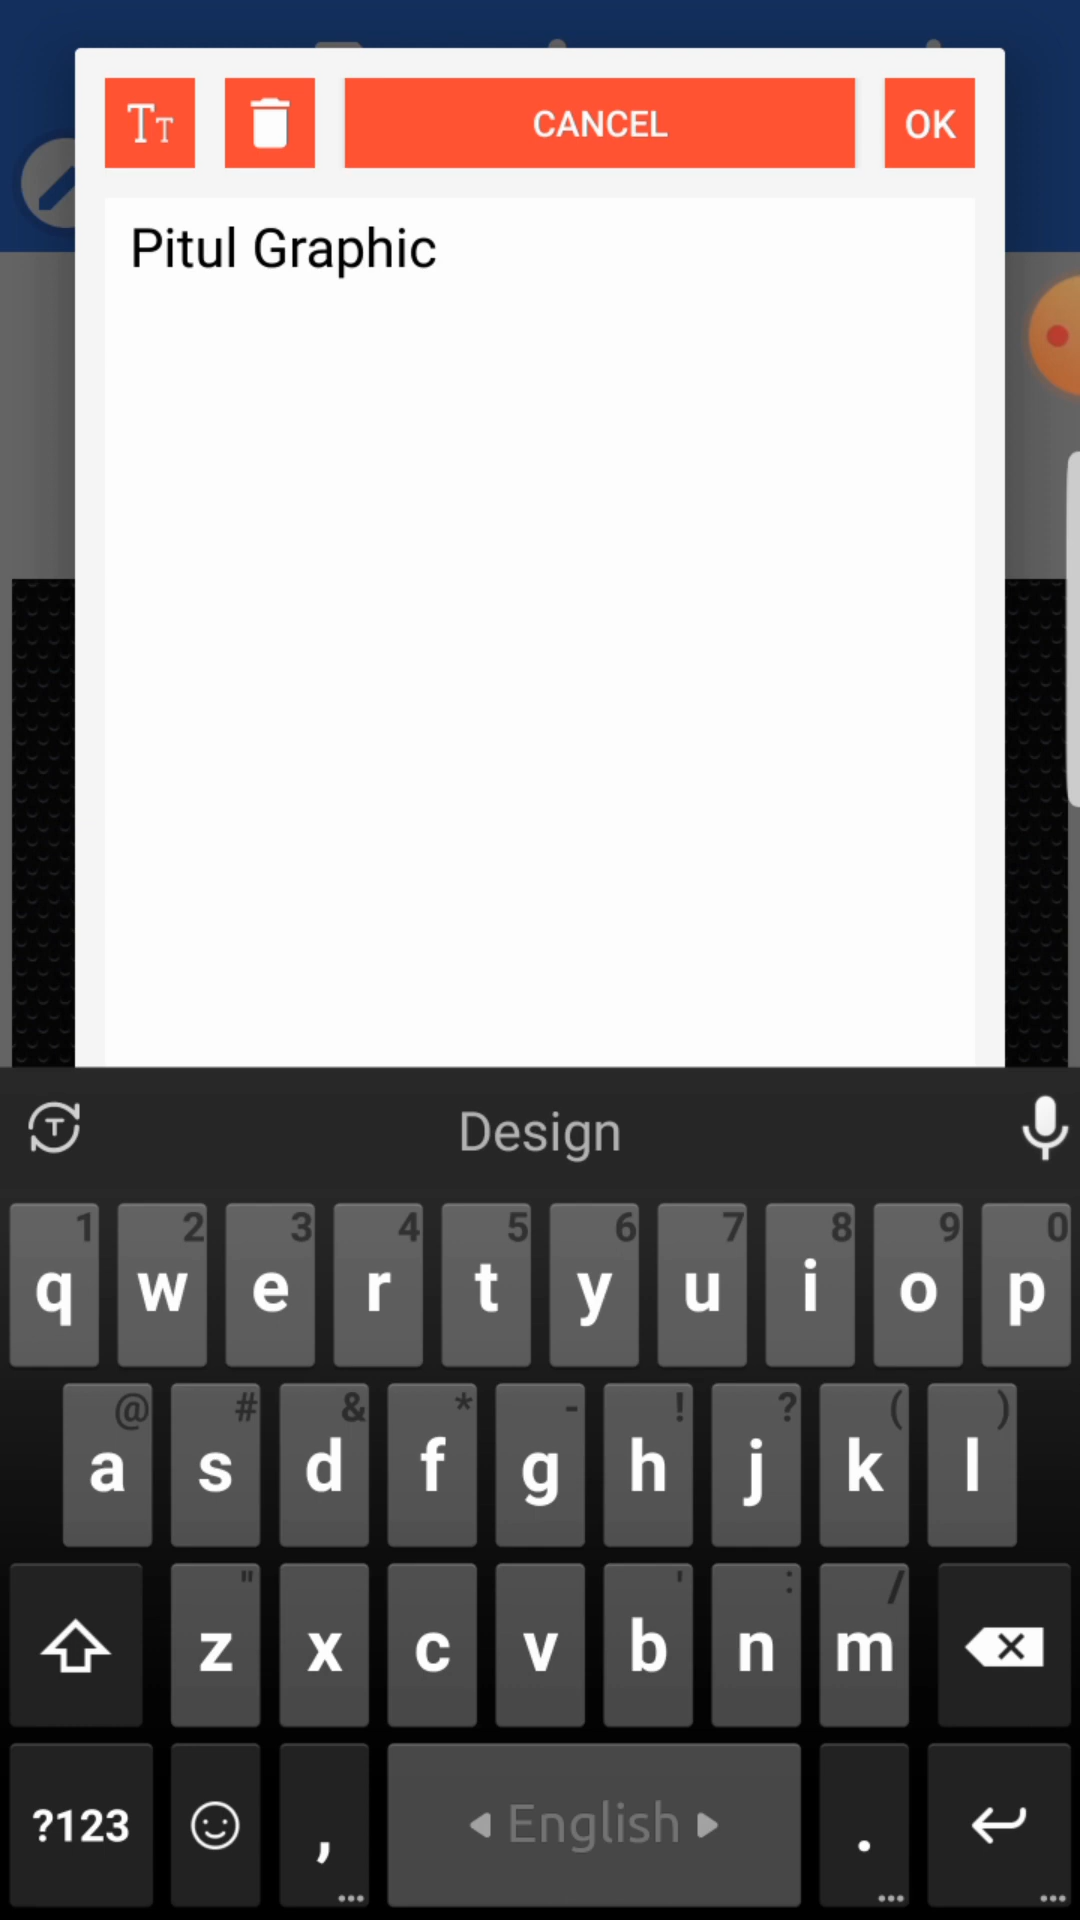 TT
CANCEL
OK
Pitul Graphic
T
Design
1 2 3 4 5 6 7 8 9 0
q w e r t y u i o p
@ # & * - ! ? ( )
a s d f g h j k l
" ' : /
z x c v b n m
?123 , English .